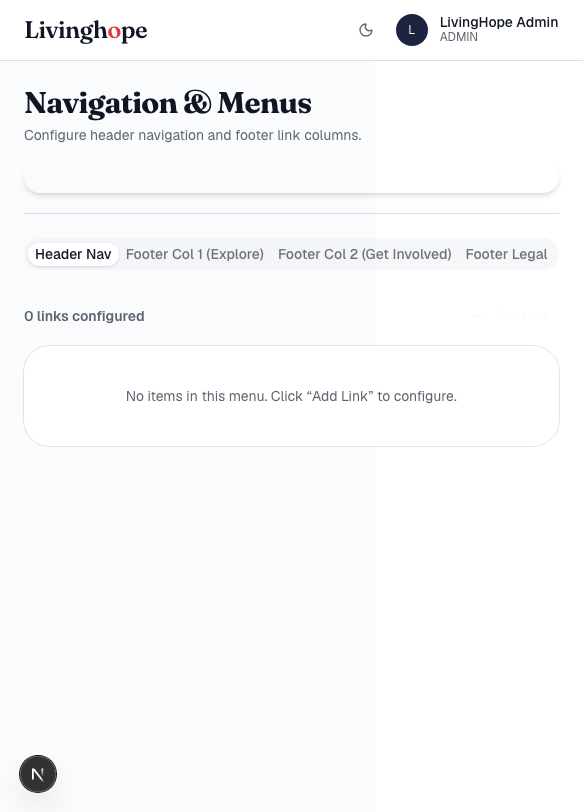 Livinghope
L
LivingHope Admin
ADMIN
Navigation & Menus
Configure header navigation and footer link columns.
Header Nav
Footer Col 1 (Explore)
Footer Col 2 (Get Involved)
Footer Legal
0 links configured
+ Add Link
No items in this menu. Click “Add Link” to configure.
N